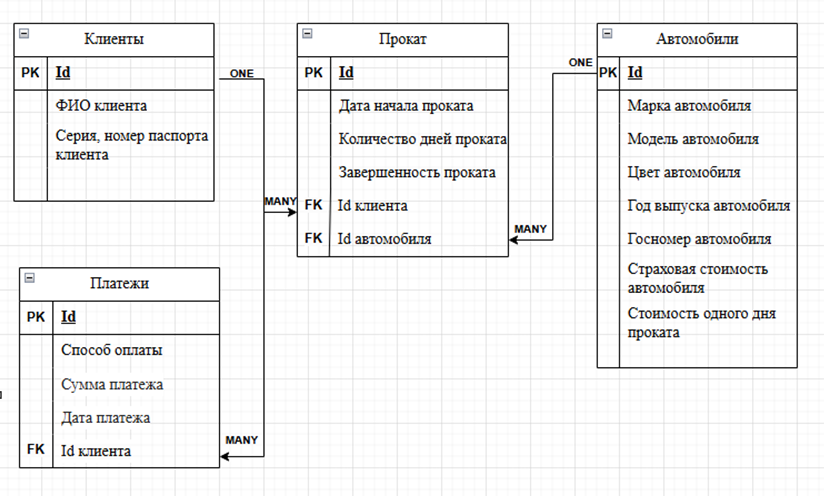 Клиенты
PK Id
ФИО клиента
Серия, номер паспорта
клиента
ONE
MANY
Прокат
PK Id
Дата начала проката
Количество дней проката
Завершенность проката
FK Id клиента
FK Id автомобиля
ONE
MANY
Автомобили
PK Id
Марка автомобиля
Модель автомобиля
Цвет автомобиля
Год выпуска автомобиля
Госномер автомобиля
Страховая стоимость
автомобиля
Стоимость одного дня
проката
Платежи
PK Id
Способ оплаты
Сумма платежа
Дата платежа
FK Id клиента
MANY